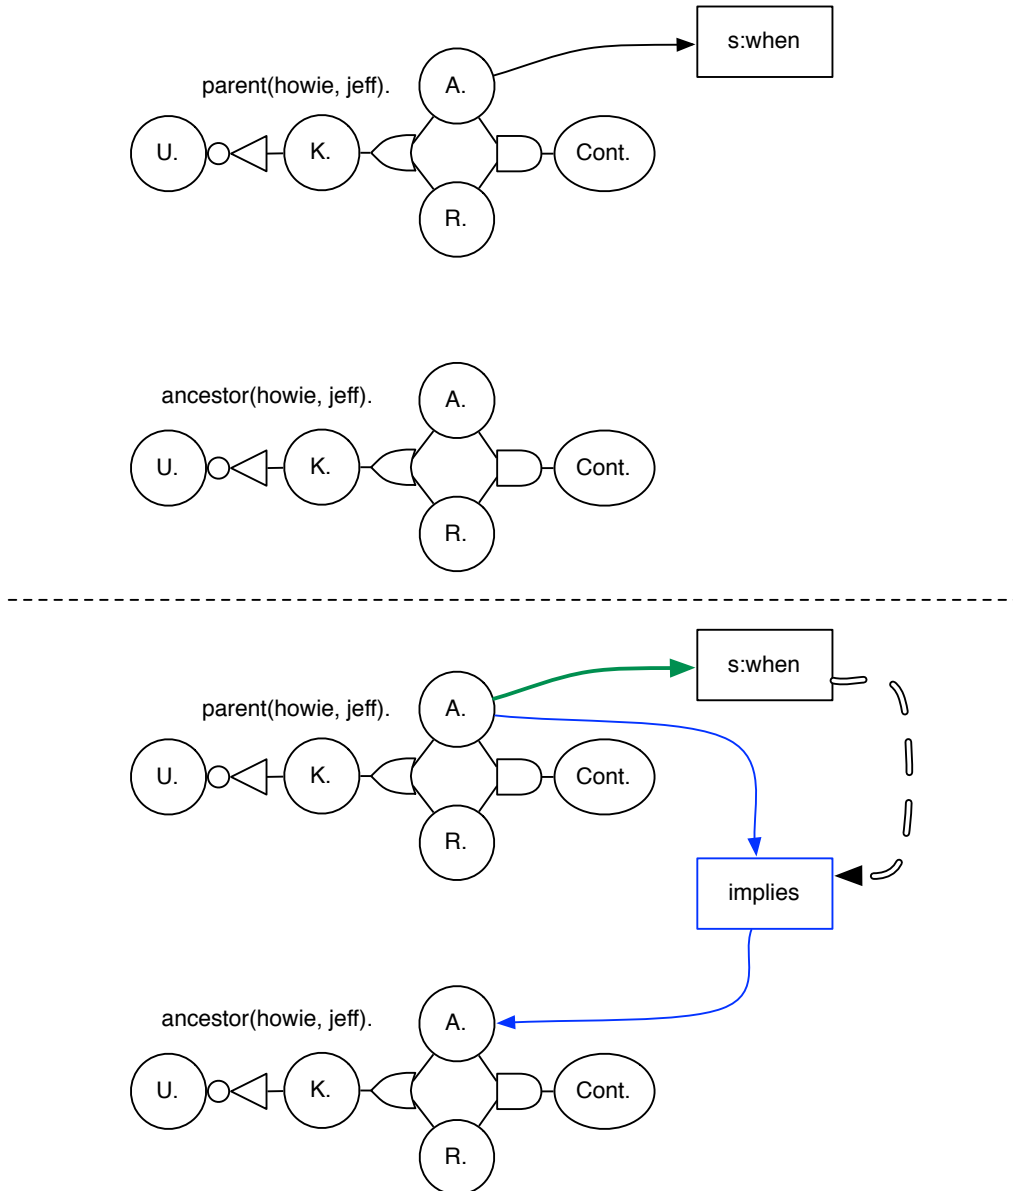 s:when
parent(howie, jeff).
A.
U.
K.
Cont.
R.
ancestor(howie, jeff).
A.
U.
K.
Cont.
R.
s:when
parent(howie, jeff).
A.
U.
K.
Cont.
R.
implies
ancestor(howie, jeff).
A.
U.
K.
Cont.
R.